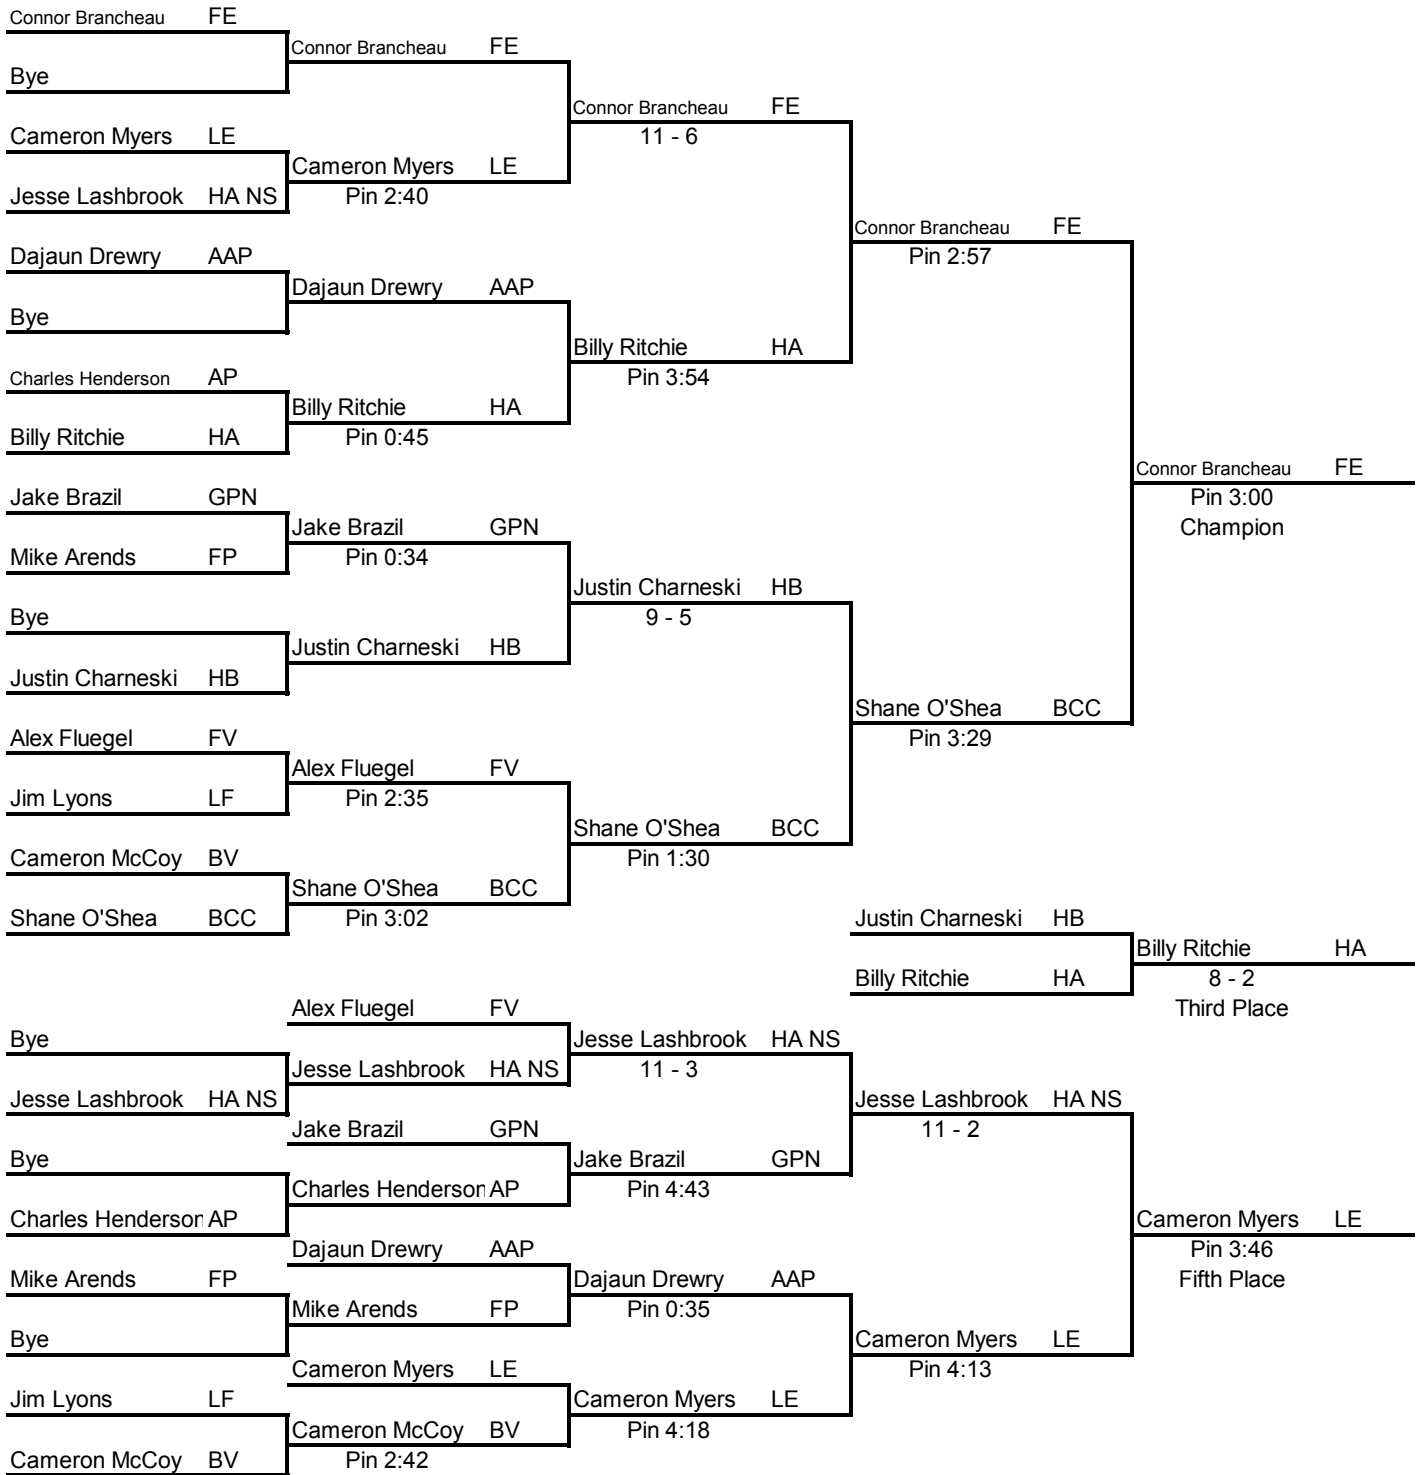 Connor Brancheau FE
Connor Brancheau FE
Bye
Connor Brancheau FE
11 - 6
Cameron Myers LE
Cameron Myers LE
Pin 2:40
Jesse Lashbrook HA NS
Connor Brancheau FE
Pin 2:57
Dajaun Drewry AAP
Dajaun Drewry AAP
Bye
Billy Ritchie HA
Pin 3:54
Charles Henderson AP
Billy Ritchie HA
Pin 0:45
Billy Ritchie HA
Connor Brancheau FE
Pin 3:00
Champion
Jake Brazil GPN
Jake Brazil GPN
Pin 0:34
Mike Arends FP
Justin Charneski HB
9 - 5
Bye
Justin Charneski HB
Justin Charneski HB
Shane O'Shea BCC
Pin 3:29
Alex Fluegel FV
Alex Fluegel FV
Pin 2:35
Jim Lyons LF
Shane O'Shea BCC
Pin 1:30
Cameron McCoy BV
Shane O'Shea BCC
Pin 3:02
Shane O'Shea BCC
Justin Charneski HB
Billy Ritchie HA
8 - 2
Third Place
Billy Ritchie HA
Alex Fluegel FV
Bye
Jesse Lashbrook HA NS
11 - 3
Jesse Lashbrook HA NS
Jesse Lashbrook HA NS
Jesse Lashbrook HA NS
11 - 2
Jake Brazil GPN
Bye
Jake Brazil GPN
Pin 4:43
Charles Henderson AP
Charles Henderson AP
Cameron Myers LE
Pin 3:46
Fifth Place
Dajaun Drewry AAP
Mike Arends FP
Dajaun Drewry AAP
Pin 0:35
Mike Arends FP
Bye
Cameron Myers LE
Pin 4:13
Cameron Myers LE
Jim Lyons LF
Cameron Myers LE
Pin 4:18
Cameron McCoy BV
Pin 2:42
Cameron McCoy BV